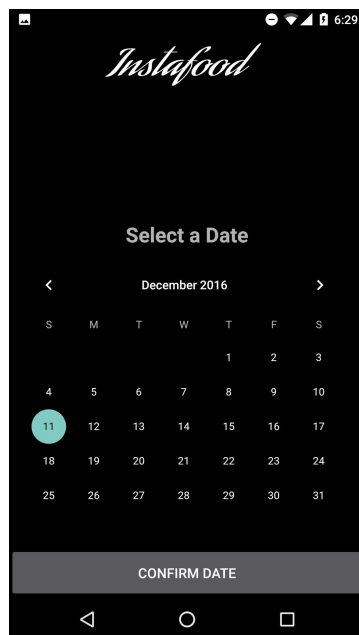 6:29
Instafood
Select a Date
December 2016
S M T W T F S
1 2 3
4 5 6 7 8 9 10
11 12 13 14 15 16 17
18 19 20 21 22 23 24
25 26 27 28 29 30 31
CONFIRM DATE